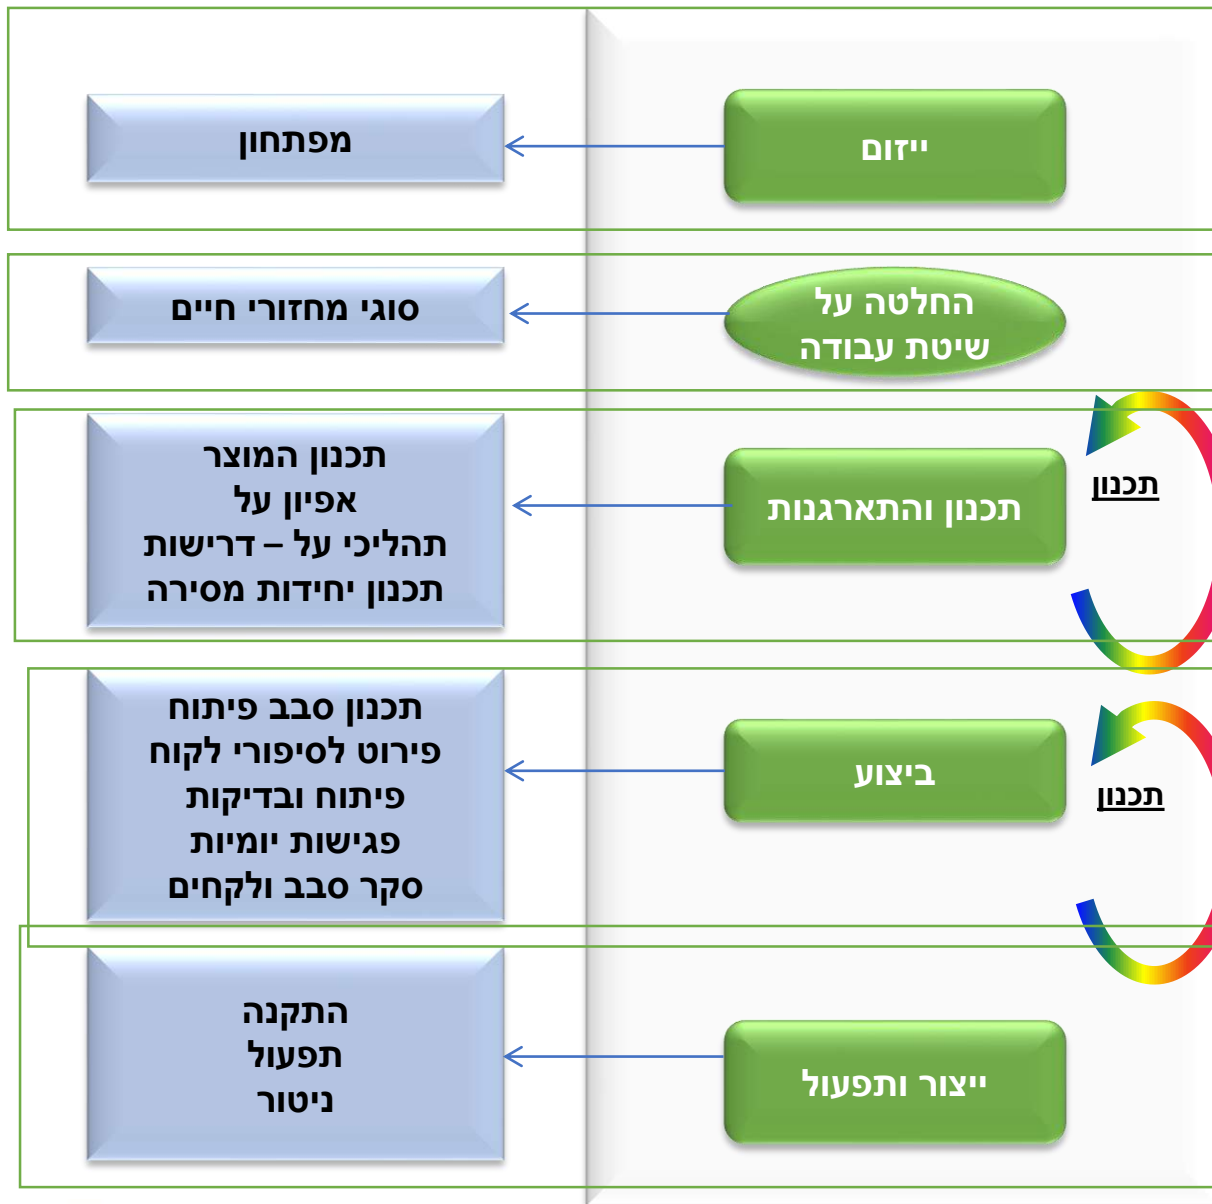 ייזום
מפתחון
החלטה על
שיטת עבודה
סוגי מחזורי חיים
תכנון
תכנון והתארגנות
תכנון המוצר
אפיון על
תהליכי על – דרישות
תכנון יחידות מסירה
תכנון
ביצוע
תכנון סבב פיתוח
פירוט לסיפורי לקוח
פיתוח ובדיקות
פגישות יומיות
סקר סבב ולקחים
ייצור ותפעול
התקנה
תפעול
ניטור